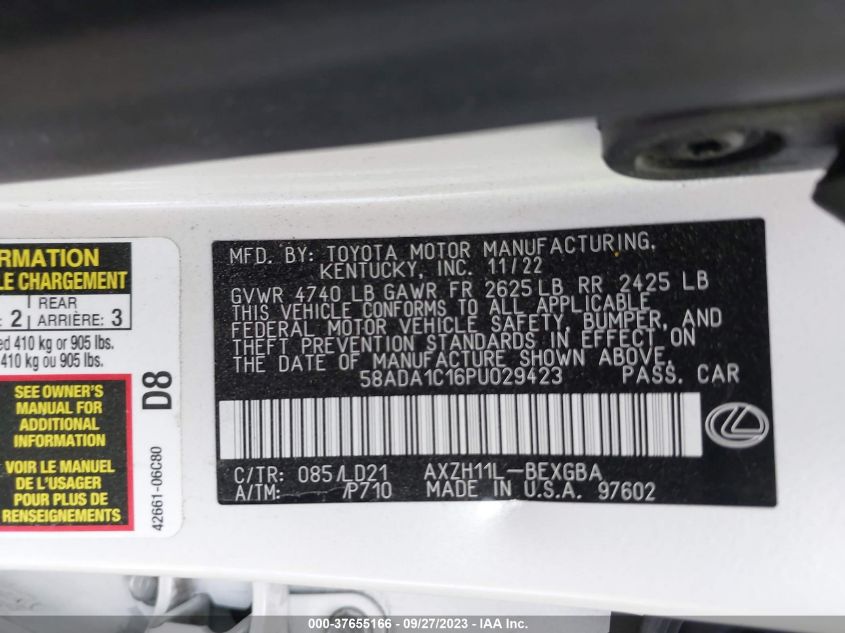 RMATION
LE CHARGEMENT
REAR
: 2 ARRIÈRE: 3
ed 410 kg or 905 lbs.
410 kg ou 905 lbs.
SEE OWNER'S
MANUAL FOR
ADDITIONAL
INFORMATION
VOIR LE MANUEL
DE L'USAGER
POUR PLUS DE
RENSEIGNEMENTS
D8
42661-06C80
MFD. BY: TOYOTA MOTOR MANUFACTURING,
KENTUCKY, INC. 11/22
GVWR 4740 LB GAWR FR 2625 LB RR 2425 LB
THIS VEHICLE CONFORMS TO ALL APPLICABLE
FEDERAL MOTOR VEHICLE SAFETY, BUMPER, AND
THEFT PREVENTION STANDARDS IN EFFECT ON
THE DATE OF MANUFACTURE SHOWN ABOVE.
58ADA1C16PU029423 PASS. CAR
C/TR: 085/LD21 AXZH11L-BEXGBA
A/TM: /P710 MADE IN U.S.A. 97602
000-37655166 - 09/27/2023 - IAA Inc.